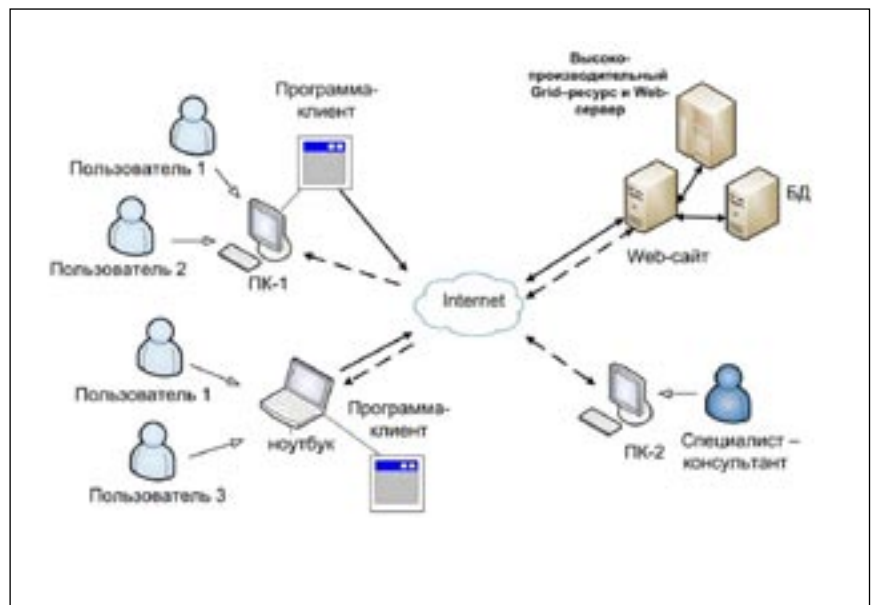 Высоко-
производительный
Grid–ресурс и Web-
сервер
Программа-
клиент
Пользователь 1
БД
Пользователь 2
ПК-1
Web-сайт
Internet
Пользователь 1
ноутбук
Программа-
клиент
ПК-2
Специалист –
консультант
Пользователь 3